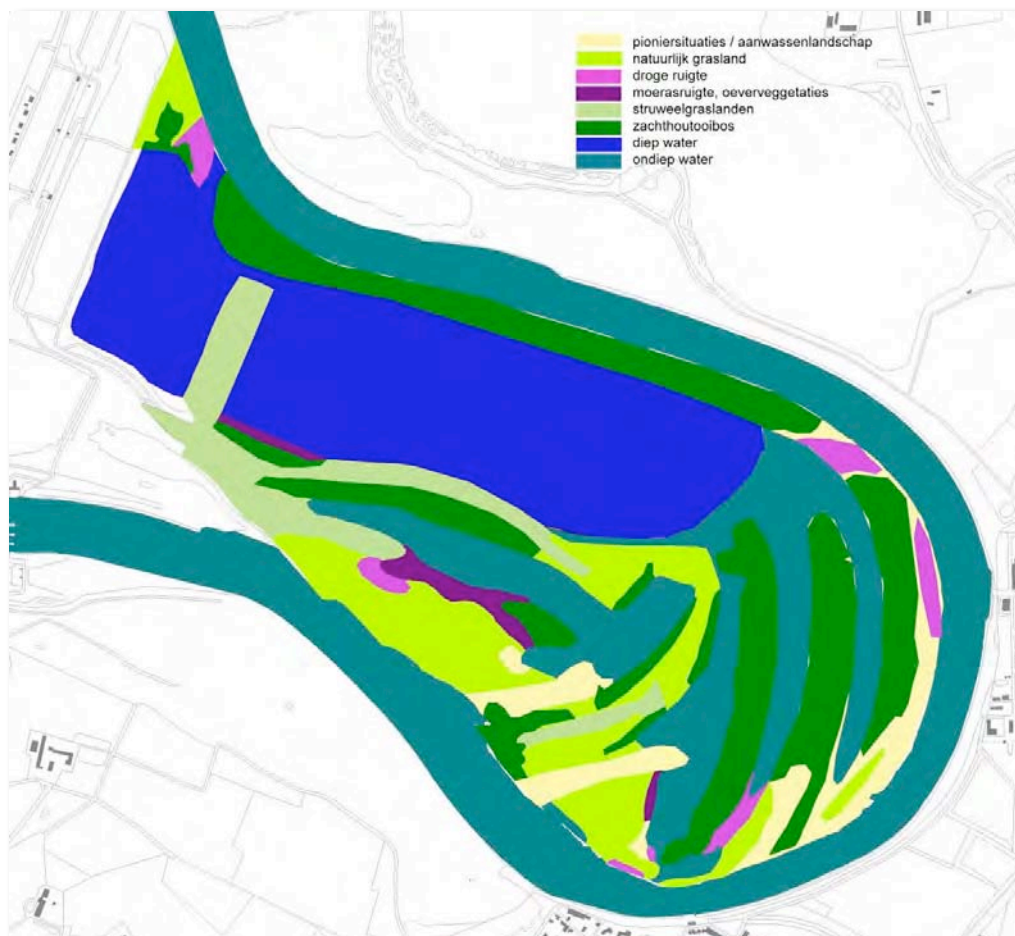 pioniersituaties / aanwassenlandschap
natuurlijk grasland
droge ruigte
moerasruigte, oeverveggetaties
struweelgraslanden
zachthoutooibos
diep water
ondiep water